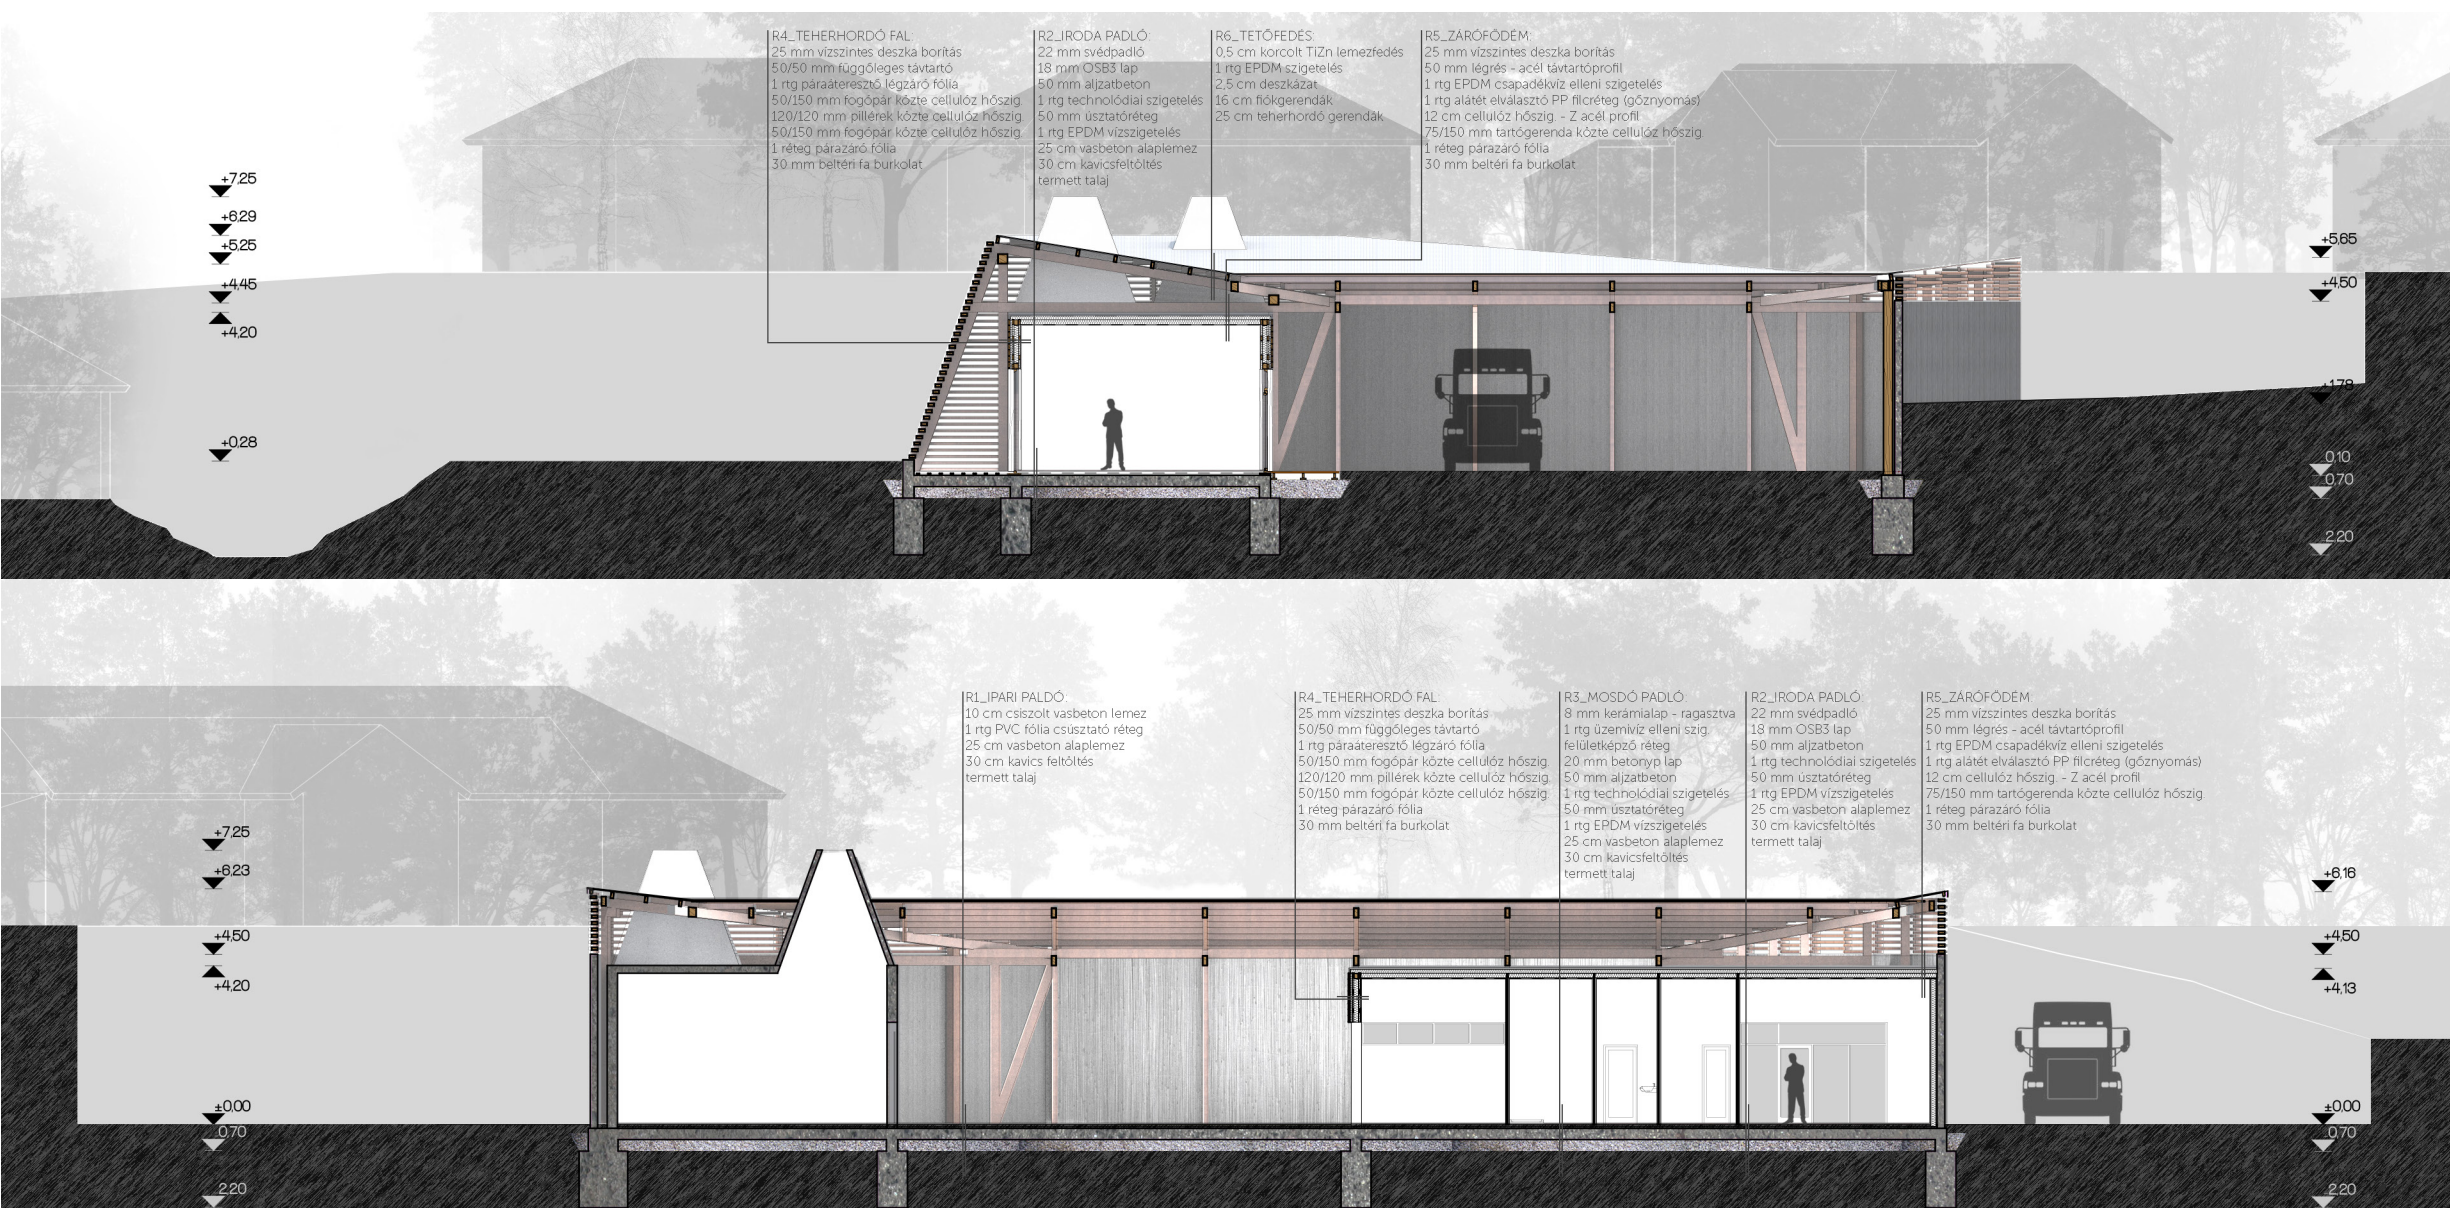 R4_TEHERHORDÓ FAL:
25 mm vízszintes deszka borítás
50/50 mm függőleges távtartó
1 rtg páraáteresztő légzáró fólia
50/150 mm fogópár közte cellulóz hőszig.
120/120 mm pillérek közte cellulóz hőszig.
50/150 mm fogópár közte cellulóz hőszig.
1 réteg párazáró fólia
30 mm beltéri fa burkolat
R2_IRODA PADLÓ:
22 mm svédpadló
18 mm OSB3 lap
50 mm aljzatbeton
1 rtg technolódiai szigetelés
50 mm úsztatóréteg
1 rtg EPDM vízszigetelés
25 cm vasbeton alaplemez
30 cm kavicsfeltöltés
termett talaj
R6_TETŐFEDÉS:
0,5 cm korcolt TiZn lemezfedés
1 rtg EPDM szigetelés
2,5 cm deszkázat
16 cm fiókgerendák
25 cm teherhordó gerendák
R5_ZÁRÓFÖDÉM:
25 mm vízszintes deszka borítás
50 mm légrés - acél távtartóprofil
1 rtg EPDM csapadékvíz elleni szigetelés
1 rtg alátét elválasztó PP filcréteg (gőznyomás)
12 cm cellulóz hőszig. - Z acél profil
75/150 mm tartógerenda közte cellulóz hőszig.
1 réteg párazáró fólia
30 mm beltéri fa burkolat
+7,25
+6,29
+5,25
+4,45
+4,20
+0,28
+5,65
+4,50
+1,78
0,10
0,70
2,20
R1_IPARI PALDÓ:
10 cm csiszolt vasbeton lemez
1 rtg PVC fólia csúsztató réteg
25 cm vasbeton alaplemez
30 cm kavics feltöltés
termett talaj
R4_TEHERHORDÓ FAL:
25 mm vízszintes deszka borítás
50/50 mm függőleges távtartó
1 rtg páraáteresztő légzáró fólia
50/150 mm fogópár közte cellulóz hőszig.
120/120 mm pillérek közte cellulóz hőszig.
50/150 mm fogópár közte cellulóz hőszig.
1 réteg párazáró fólia
30 mm beltéri fa burkolat
R3_MOSDÓ PADLÓ:
8 mm kerámialap - ragasztva
1 rtg üzemivíz elleni szig.
felületképző réteg
20 mm betonyp lap
50 mm aljzatbeton
1 rtg technolódiai szigetelés
50 mm úsztatóréteg
1 rtg EPDM vízszigetelés
25 cm vasbeton alaplemez
30 cm kavicsfeltöltés
termett talaj
R2_IRODA PADLÓ:
22 mm svédpadló
18 mm OSB3 lap
50 mm aljzatbeton
1 rtg technolódiai szigetelés
50 mm úsztatóréteg
1 rtg EPDM vízszigetelés
25 cm vasbeton alaplemez
30 cm kavicsfeltöltés
termett talaj
R5_ZÁRÓFÖDÉM
25 mm vízszintes deszka borítás
50 mm légrés - acél távtartóprofil
1 rtg EPDM csapadékvíz elleni szigetelés
1 rtg alátét elválasztó PP filcréteg (gőznyomás)
12 cm cellulóz hőszig. - Z acél profil
75/150 mm tartógerenda közte cellulóz hőszig.
1 réteg párazáró fólia
30 mm beltéri fa burkolat
+7,25
+6,23
+4,50
+4,20
±0,00
0,70
2,20
+6,16
+4,50
+4,13
±0,00
0,70
2,20